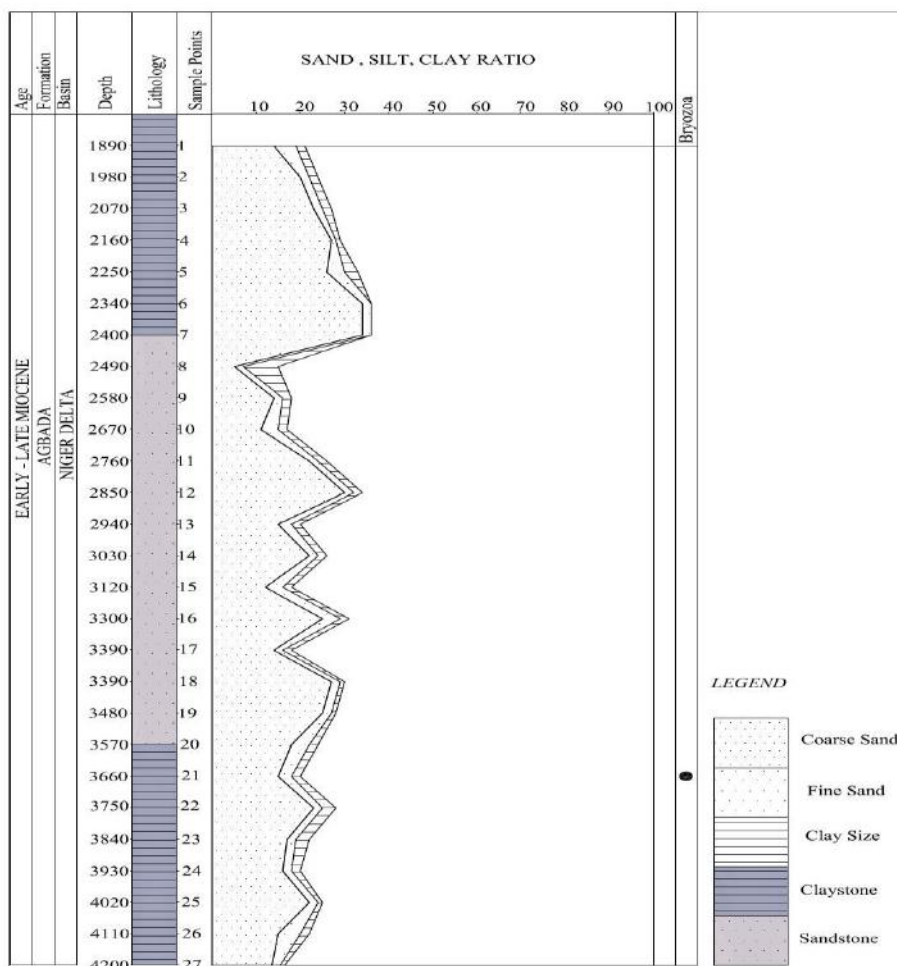 SAND , SILT, CLAY RATIO
Age
Formation
Basin
Depth
Lithology
Sample Points
10 20 30 40 50 60 70 80 90 100
Bryozoa
EARLY - LATE MIOCENE
AGBADA
NIGER DELTA
1890 1
1980 2
2070 3
2160 4
2250 5
2340 6
2400 7
2490 8
2580 9
2670 10
2760 11
2850 12
2940 13
3030 14
3120 15
3300 16
3390 17
3390 18
3480 19
3570 20
3660 21
3750 22
3840 23
3930 24
4020 25
4110 26
4200 27
LEGEND
Coarse Sand
Fine Sand
Clay Size
Claystone
Sandstone